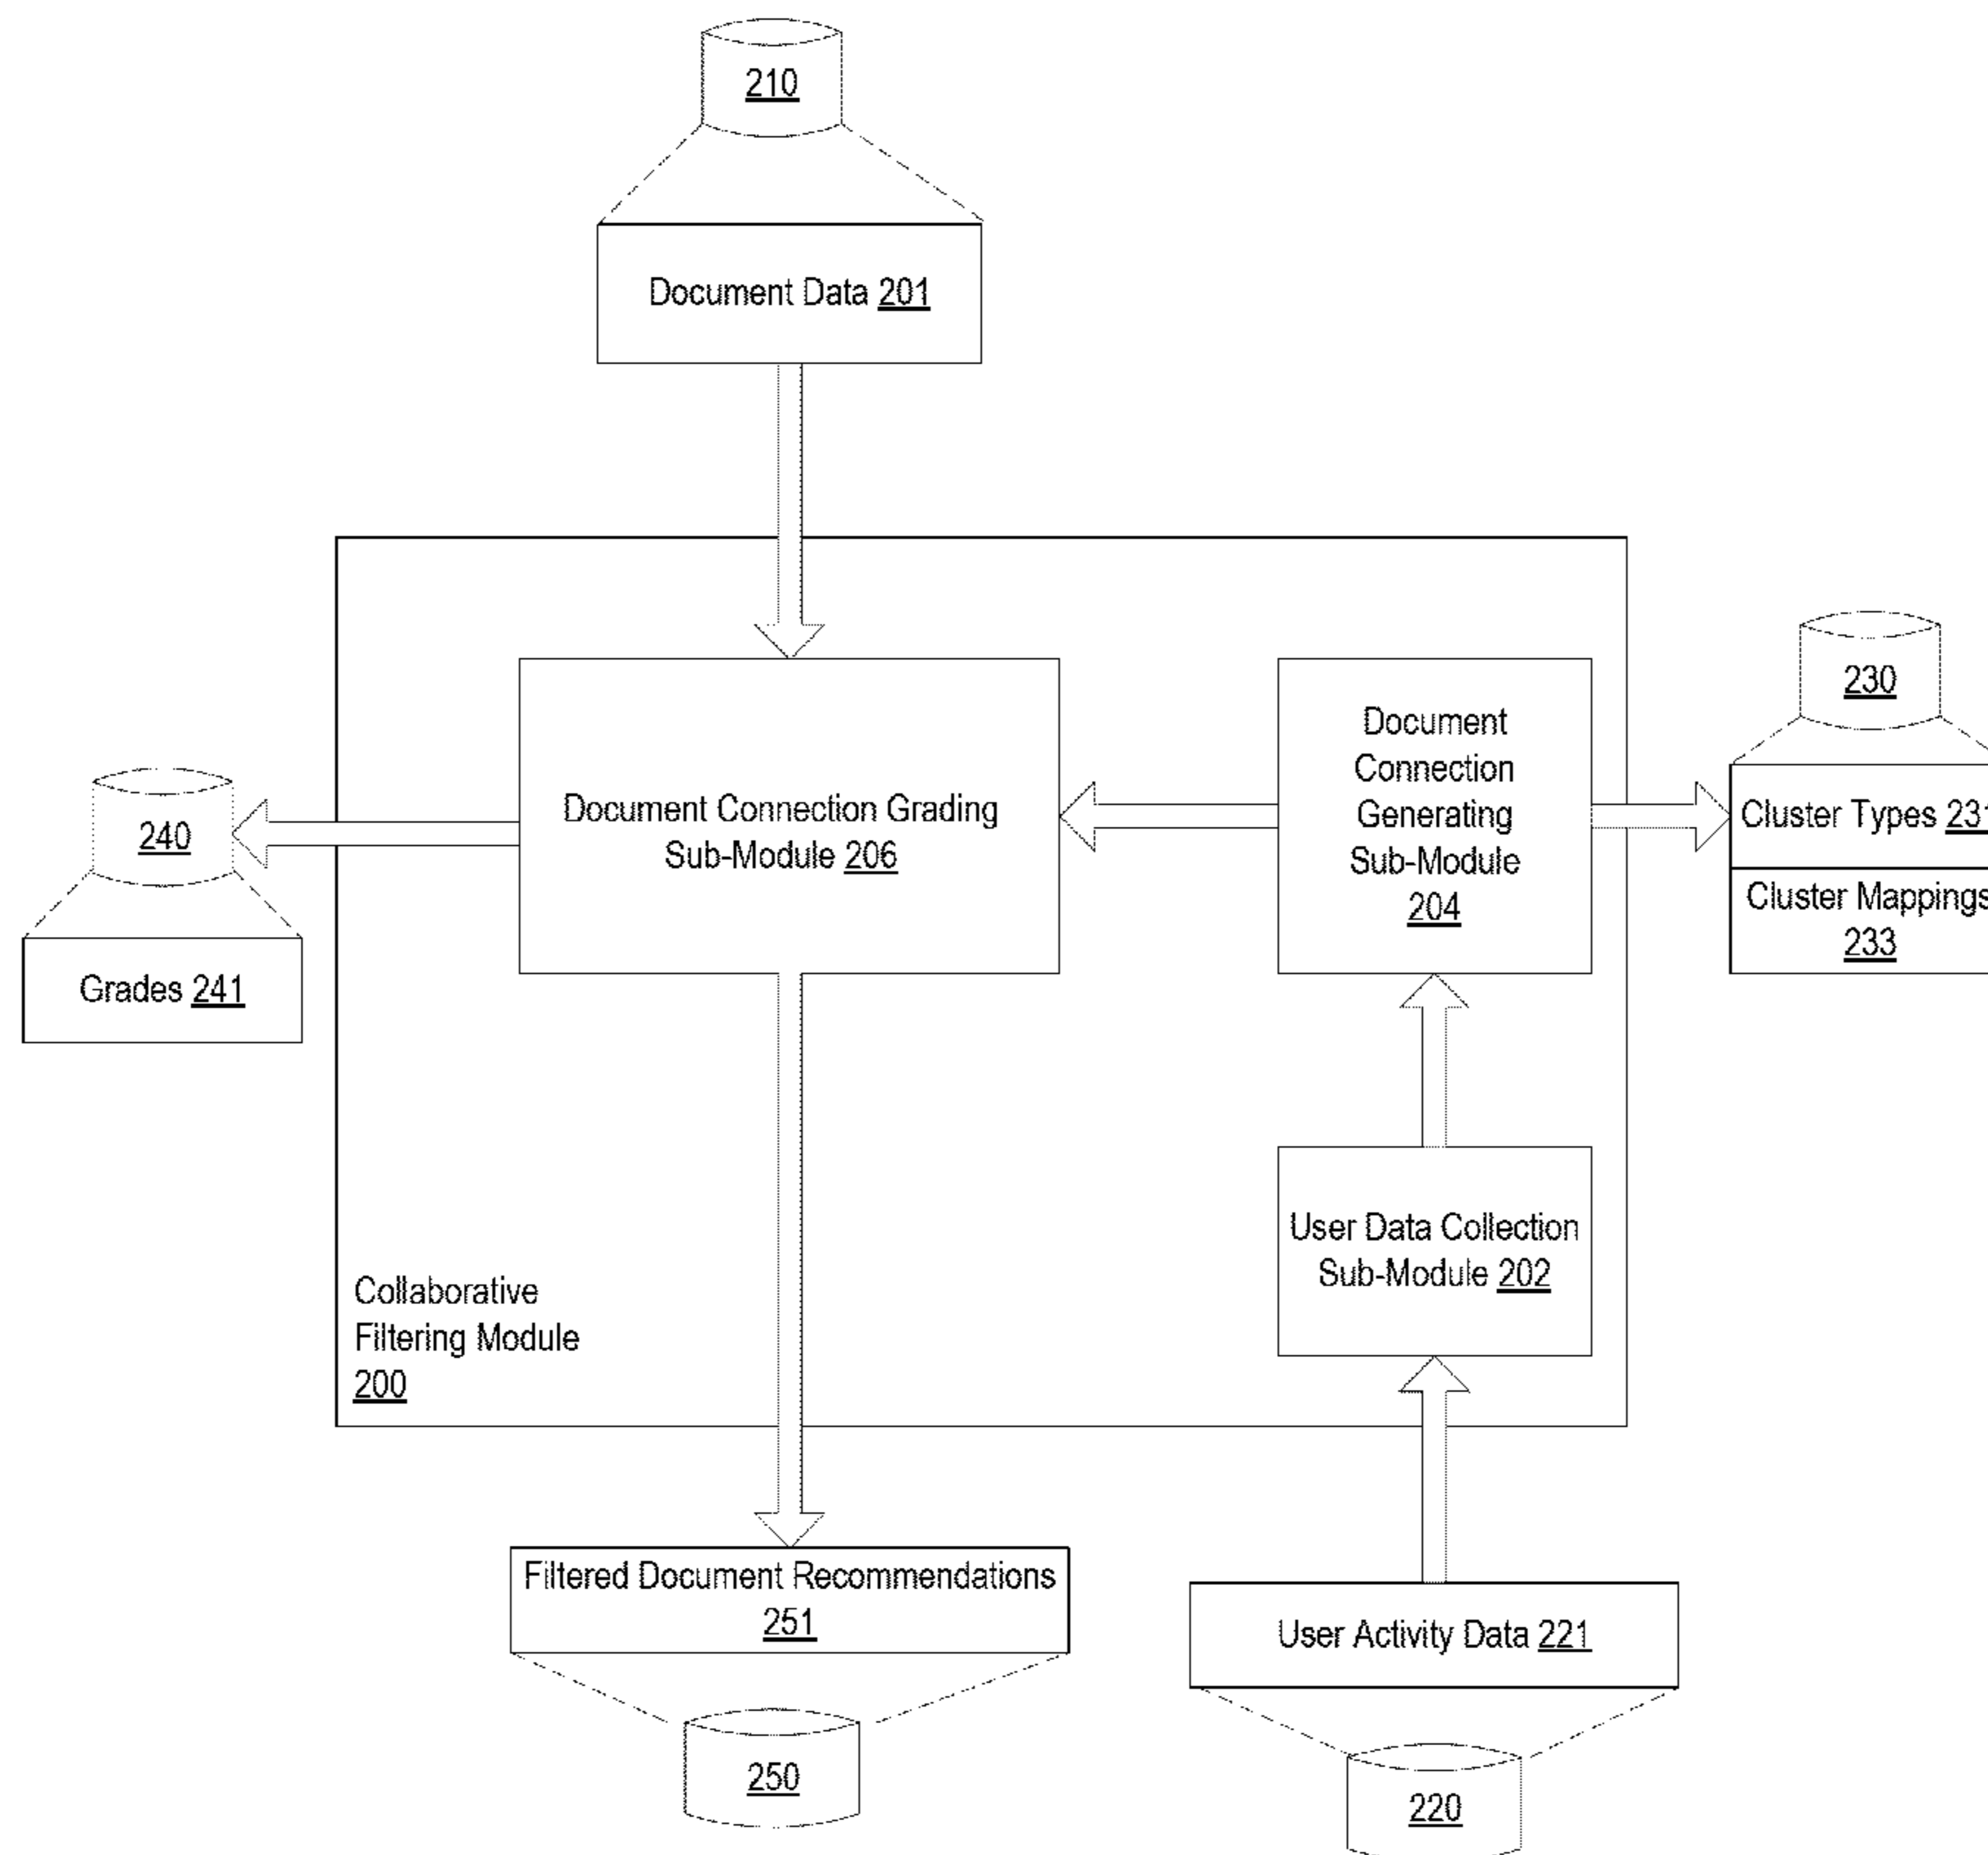 210
Document Data 201
230
Document
Connection
Generating
Sub-Module
204
Cluster Types 231
Cluster Mappings
233
Document Connection Grading
Sub-Module 206
240
Grades 241
User Data Collection
Sub-Module 202
Collaborative
Filtering Module
200
Filtered Document Recommendations
251
User Activity Data 221
250
220